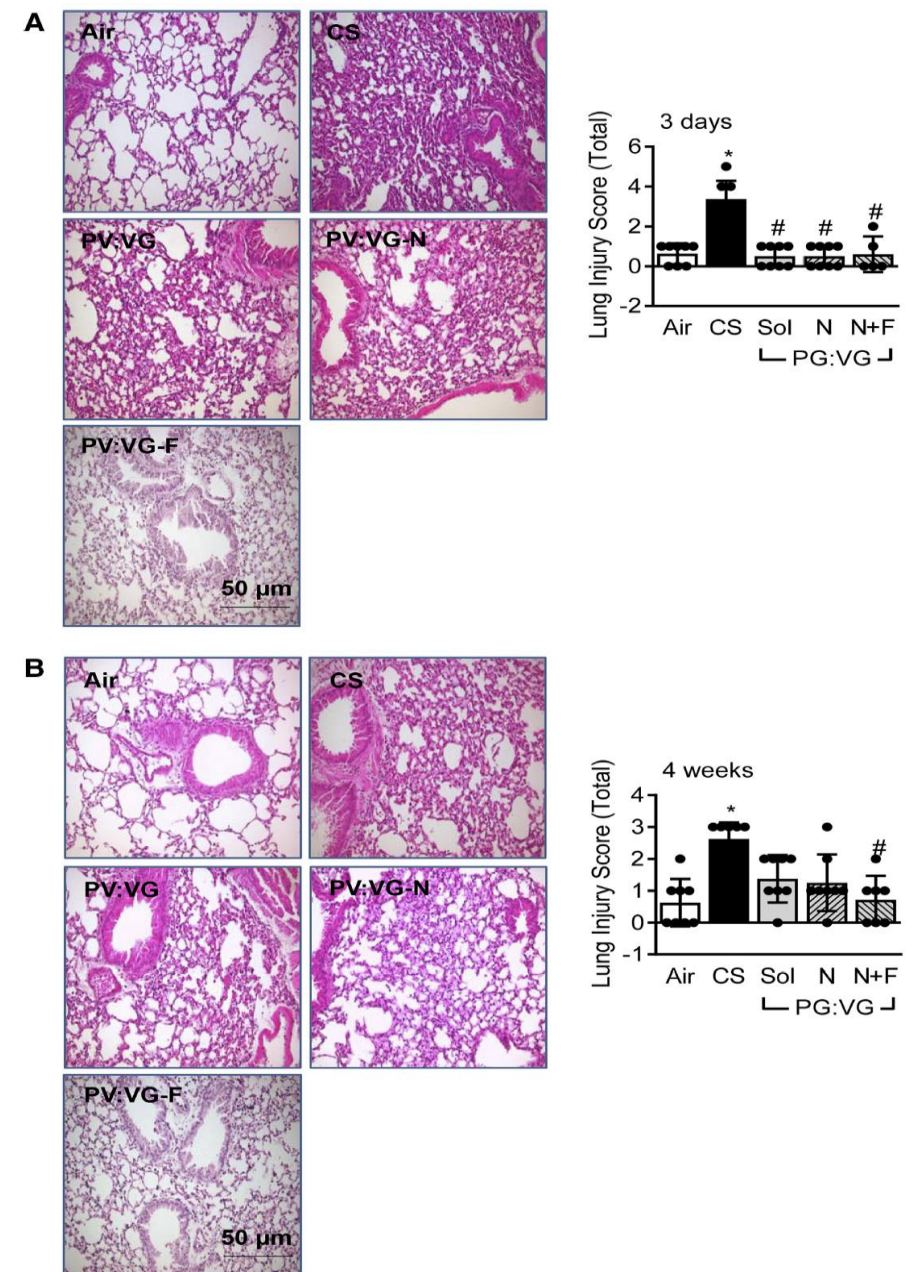 A
Air
CS
PV:VG
PV:VG-N
PV:VG-F
50 µm
3 days
Lung Injury Score (Total)
6
4
2
0
-2
*
#
#
#
Air CS Sol N N+F
PG:VG
B
Air
CS
PV:VG
PV:VG-N
PV:VG-F
50 µm
4 weeks
Lung Injury Score (Total)
4
3
2
1
0
-1
*
#
Air CS Sol N N+F
PG:VG